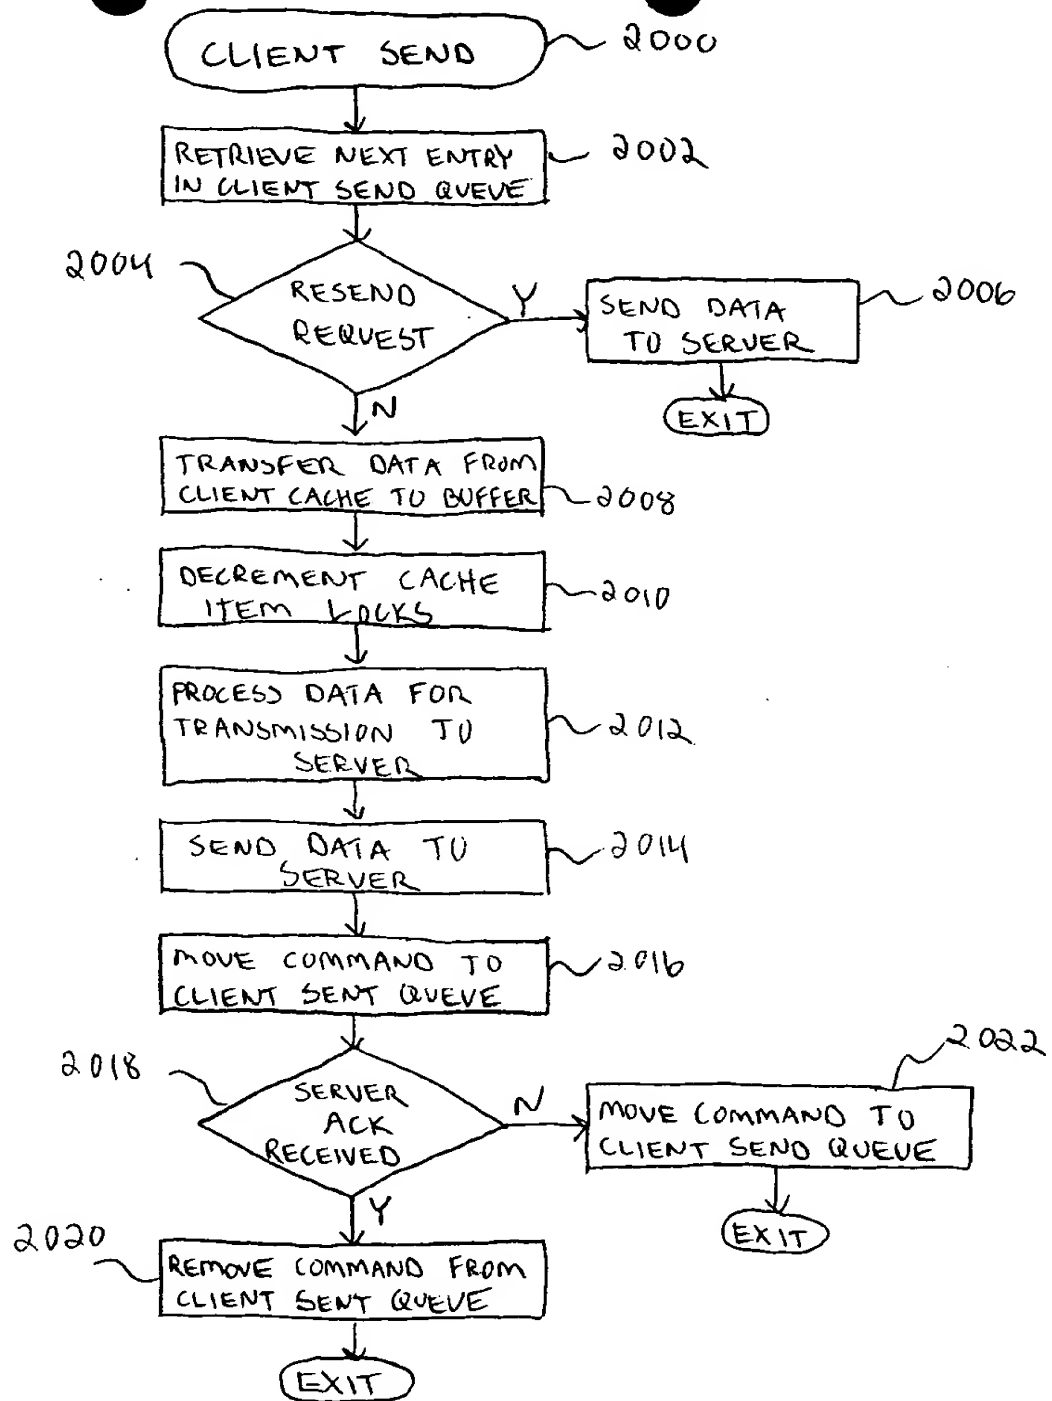 CLIENT SEND
2000
RETRIEVE NEXT ENTRY
IN CLIENT SEND QUEUE
2002
2004
RESEND
REQUEST
Y
SEND DATA
TO SERVER
2006
EXIT
N
TRANSFER DATA FROM
CLIENT CACHE TO BUFFER
2008
DECREMENT CACHE
ITEM LOCKS
2010
PROCESS DATA FOR
TRANSMISSION TO
SERVER
2012
SEND DATA TO
SERVER
2014
MOVE COMMAND TO
CLIENT SENT QUEUE
2016
2018
SERVER
ACK
RECEIVED
N
MOVE COMMAND TO
CLIENT SEND QUEUE
2022
EXIT
Y
2020
REMOVE COMMAND FROM
CLIENT SENT QUEUE
EXIT